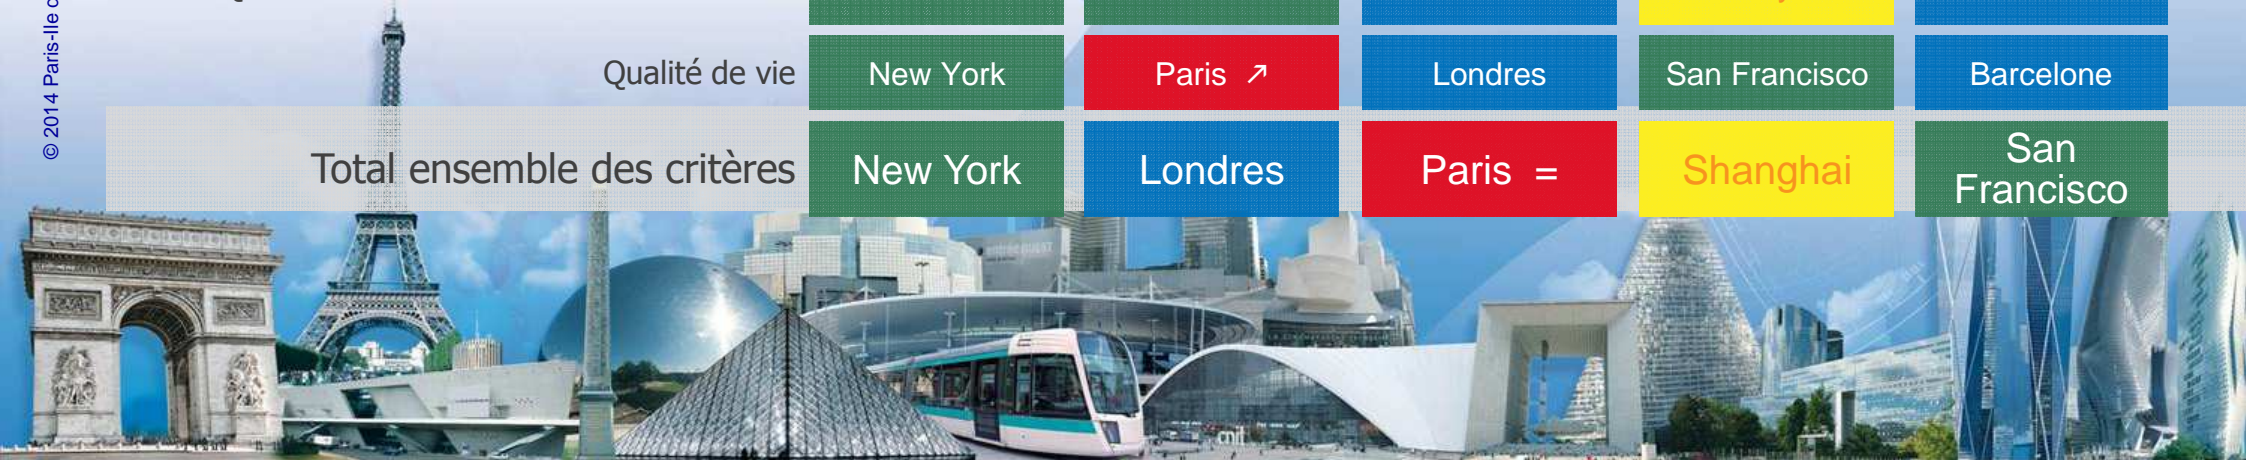 © 2014 Paris-Ile
Qualité de vie New York Paris ↗ Londres San Francisco Barcelone
Total ensemble des critères New York Londres Paris = Shanghai San Francisco
cnit